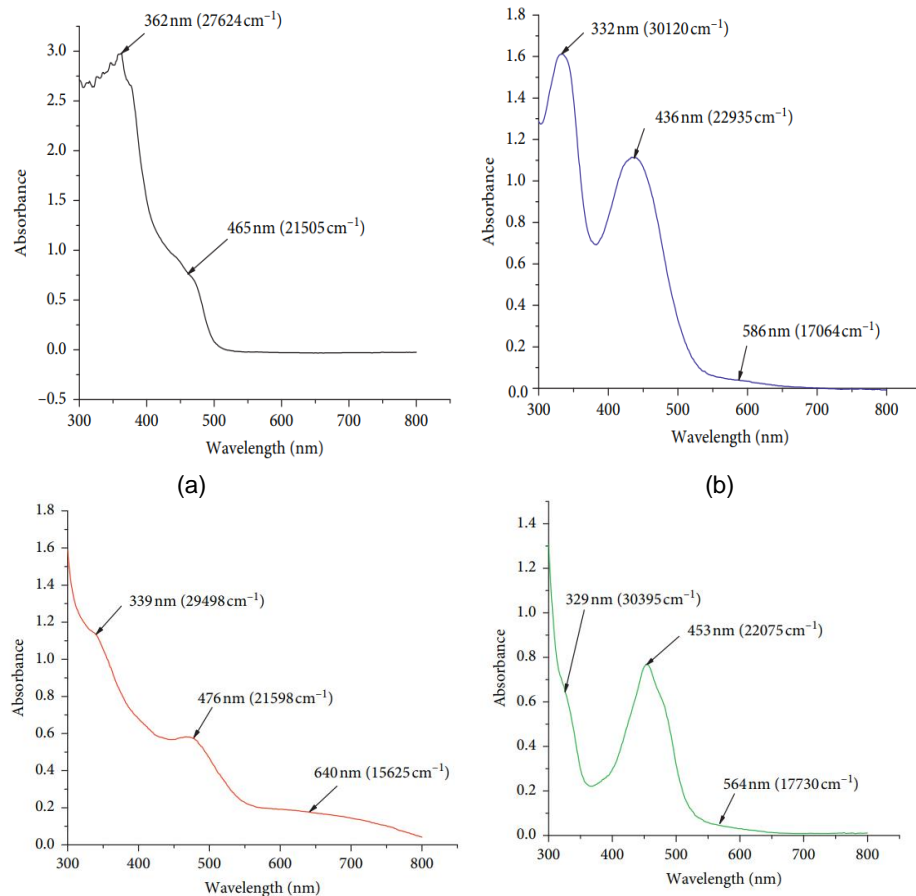 362 nm (27624 cm⁻¹)
3.0
2.5
2.0
1.5
1.0
0.5
0.0
−0.5
Absorbance
465 nm (21505 cm⁻¹)
300 400 500 600 700 800
Wavelength (nm)
(a)
332 nm (30120 cm⁻¹)
1.8
1.6
1.4
1.2
1.0
0.8
0.6
0.4
0.2
0.0
Absorbance
436 nm (22935 cm⁻¹)
586 nm (17064 cm⁻¹)
300 400 500 600 700 800
Wavelength (nm)
(b)
1.8
1.6
1.4
1.2
1.0
0.8
0.6
0.4
0.2
0.0
Absorbance
339 nm (29498 cm⁻¹)
476 nm (21598 cm⁻¹)
640 nm (15625 cm⁻¹)
300 400 500 600 700 800
Wavelength (nm)
1.4
1.2
1.0
0.8
0.6
0.4
0.2
0.0
Absorbance
329 nm (30395 cm⁻¹)
453 nm (22075 cm⁻¹)
564 nm (17730 cm⁻¹)
300 400 500 600 700 800
Wavelength (nm)